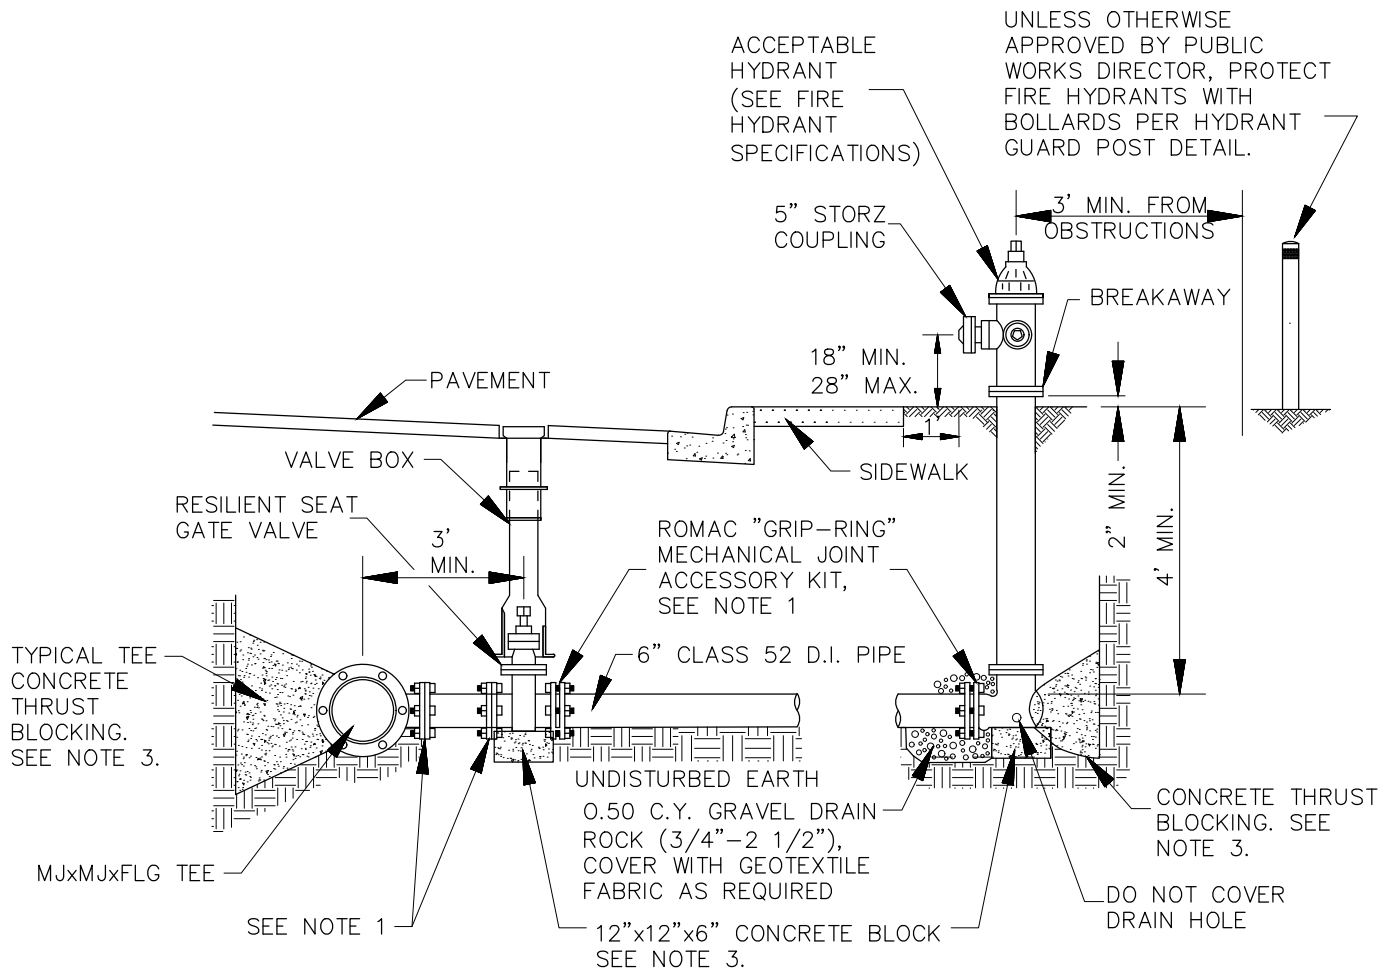 UNLESS OTHERWISE
APPROVED BY PUBLIC
WORKS DIRECTOR, PROTECT
FIRE HYDRANTS WITH
BOLLARDS PER HYDRANT
GUARD POST DETAIL.
ACCEPTABLE
HYDRANT
(SEE FIRE
HYDRANT
SPECIFICATIONS)
3' MIN. FROM
OBSTRUCTIONS
5” STORZ
COUPLING
BREAKAWAY
18” MIN.
28” MAX.
PAVEMENT
1'
SIDEWALK
VALVE BOX
RESILIENT SEAT
GATE VALVE
3'
MIN.
ROMAC “GRIP-RING”
MECHANICAL JOINT
ACCESSORY KIT,
SEE NOTE 1
2” MIN.
4' MIN.
TYPICAL TEE
CONCRETE
THRUST
BLOCKING.
SEE NOTE 3.
6” CLASS 52 D.I. PIPE
UNDISTURBED EARTH
0.50 C.Y. GRAVEL DRAIN
ROCK (3/4”-2 1/2”),
COVER WITH GEOTEXTILE
FABRIC AS REQUIRED
CONCRETE THRUST
BLOCKING. SEE
NOTE 3.
MJxMJxFLG TEE
DO NOT COVER
DRAIN HOLE
SEE NOTE 1
12”x12”x6” CONCRETE BLOCK
SEE NOTE 3.